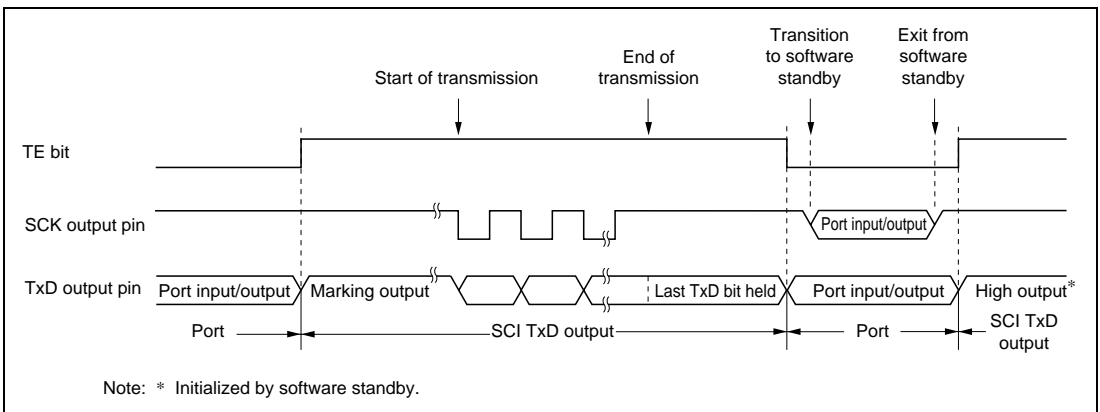 Transition
to software
standby
Exit from
software
standby
End of
transmission
Start of transmission
TE bit
SCK output pin
Port input/output
TxD output pin
Port input/output
Marking output
Last TxD bit held
Port input/output
High output*
Port
SCI TxD output
Port
SCI TxD
output
Note: * Initialized by software standby.